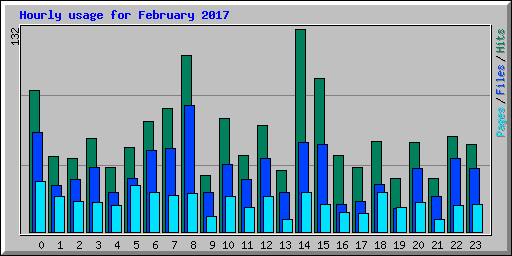 Hourly usage for February 2017
132
Pages / Files / Hits
0 1 2 3 4 5 6 7 8 9 10 11 12 13 14 15 16 17 18 19 20 21 22 23